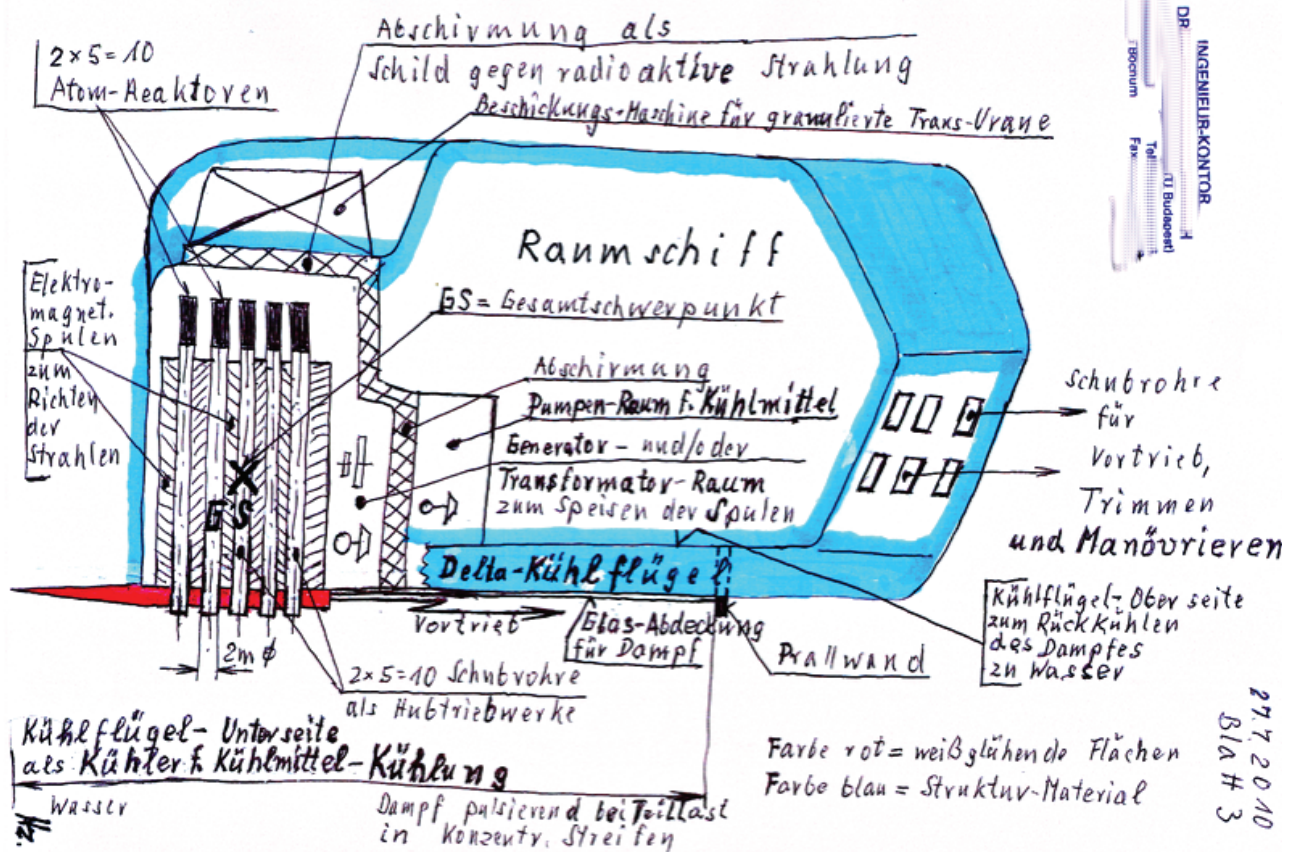 2×5=10
Atom-Reaktoren
Abschirmung als
Schild gegen radioaktive Strahlung
Beschickungs-Maschine für granulierte Trans-Urane
Raumschiff
GS = Gesamtschwerpunkt
Elektro-
magnet.
Spulen
zum
Richten
der
Strahlen
Abschirmung
Pumpen-Raum f. Kühlmittel
Generator- und/oder
Transformator-Raum
zum Speisen der Spulen
GS
Schubrohre
für
Vortrieb,
Trimmen
und Manövrieren
Delta-Kühlflügel
Vortrieb
Glas-Abdeckung
für Dampf
Prallwand
Kühlflügel-Oberseite
zum Rückkühlen
des Dampfes
zu Wasser
2m ϕ
2×5=10 Schubrohre
als Hubtriebwerke
Kühlflügel-Unterseite
als Kühler f. Kühlmittel-Kühlung
Wasser
Dampf pulsierend bei Teillast
in Konzentr. Streifen
Farbe rot = weißglühende Flächen
Farbe blau = Struktur-Material
Blatt 3
Hz.
INGENIEUR-KONTOR
DR
TU Budapest)
Tel
Bochum
Fax